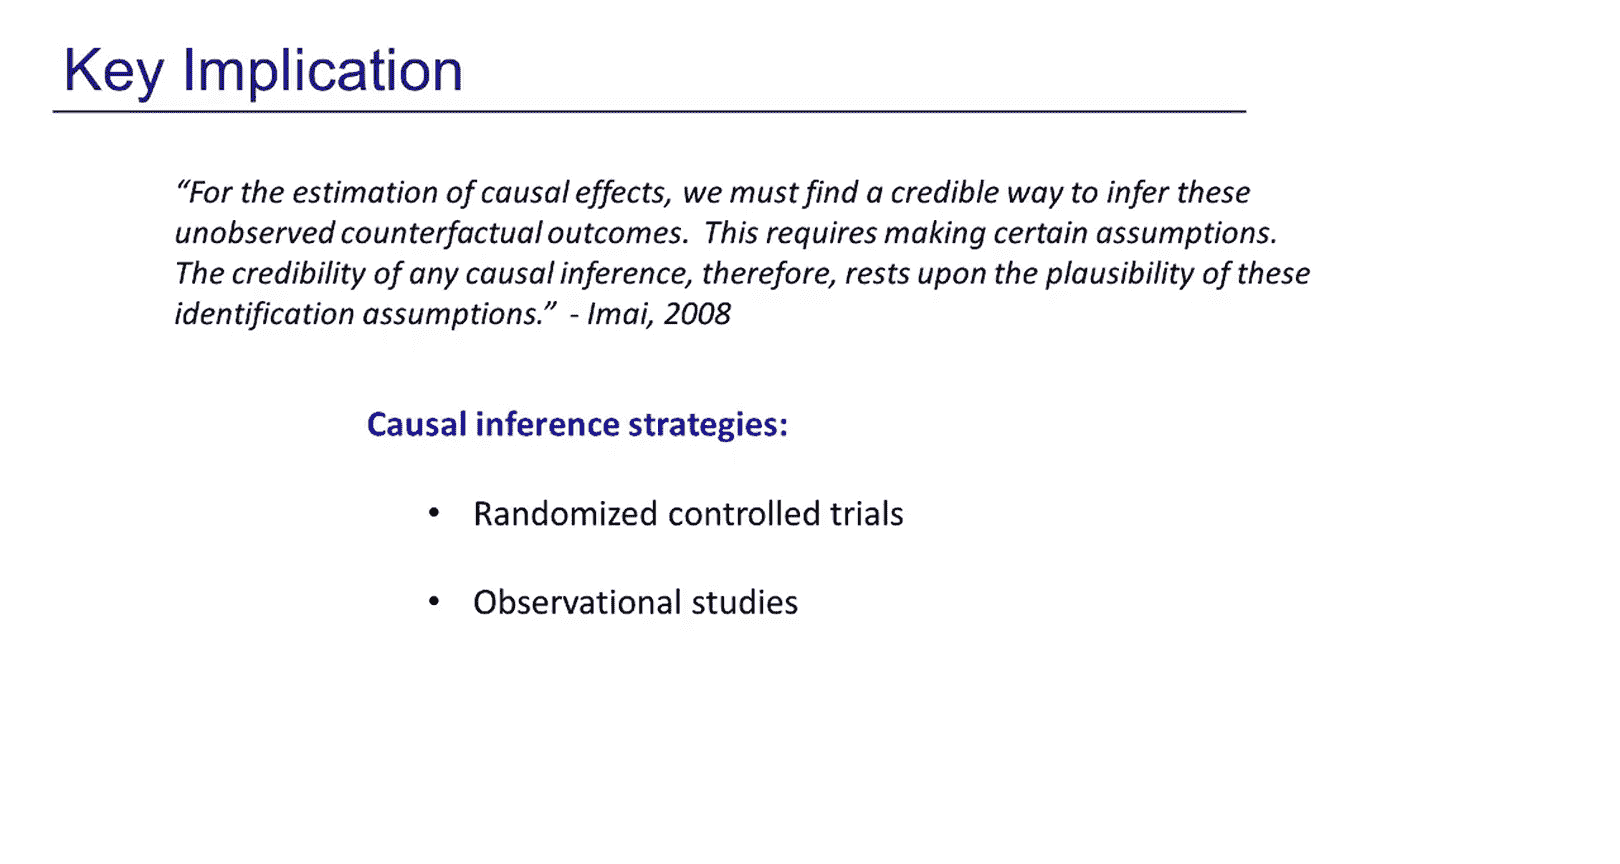 Key Implication
“For the estimation of causal effects, we must find a credible way to infer these
unobserved counterfactual outcomes.  This requires making certain assumptions.
The credibility of any causal inference, therefore, rests upon the plausibility of these
identification assumptions.”  - Imai, 2008
Causal inference strategies:
• Randomized controlled trials
• Observational studies